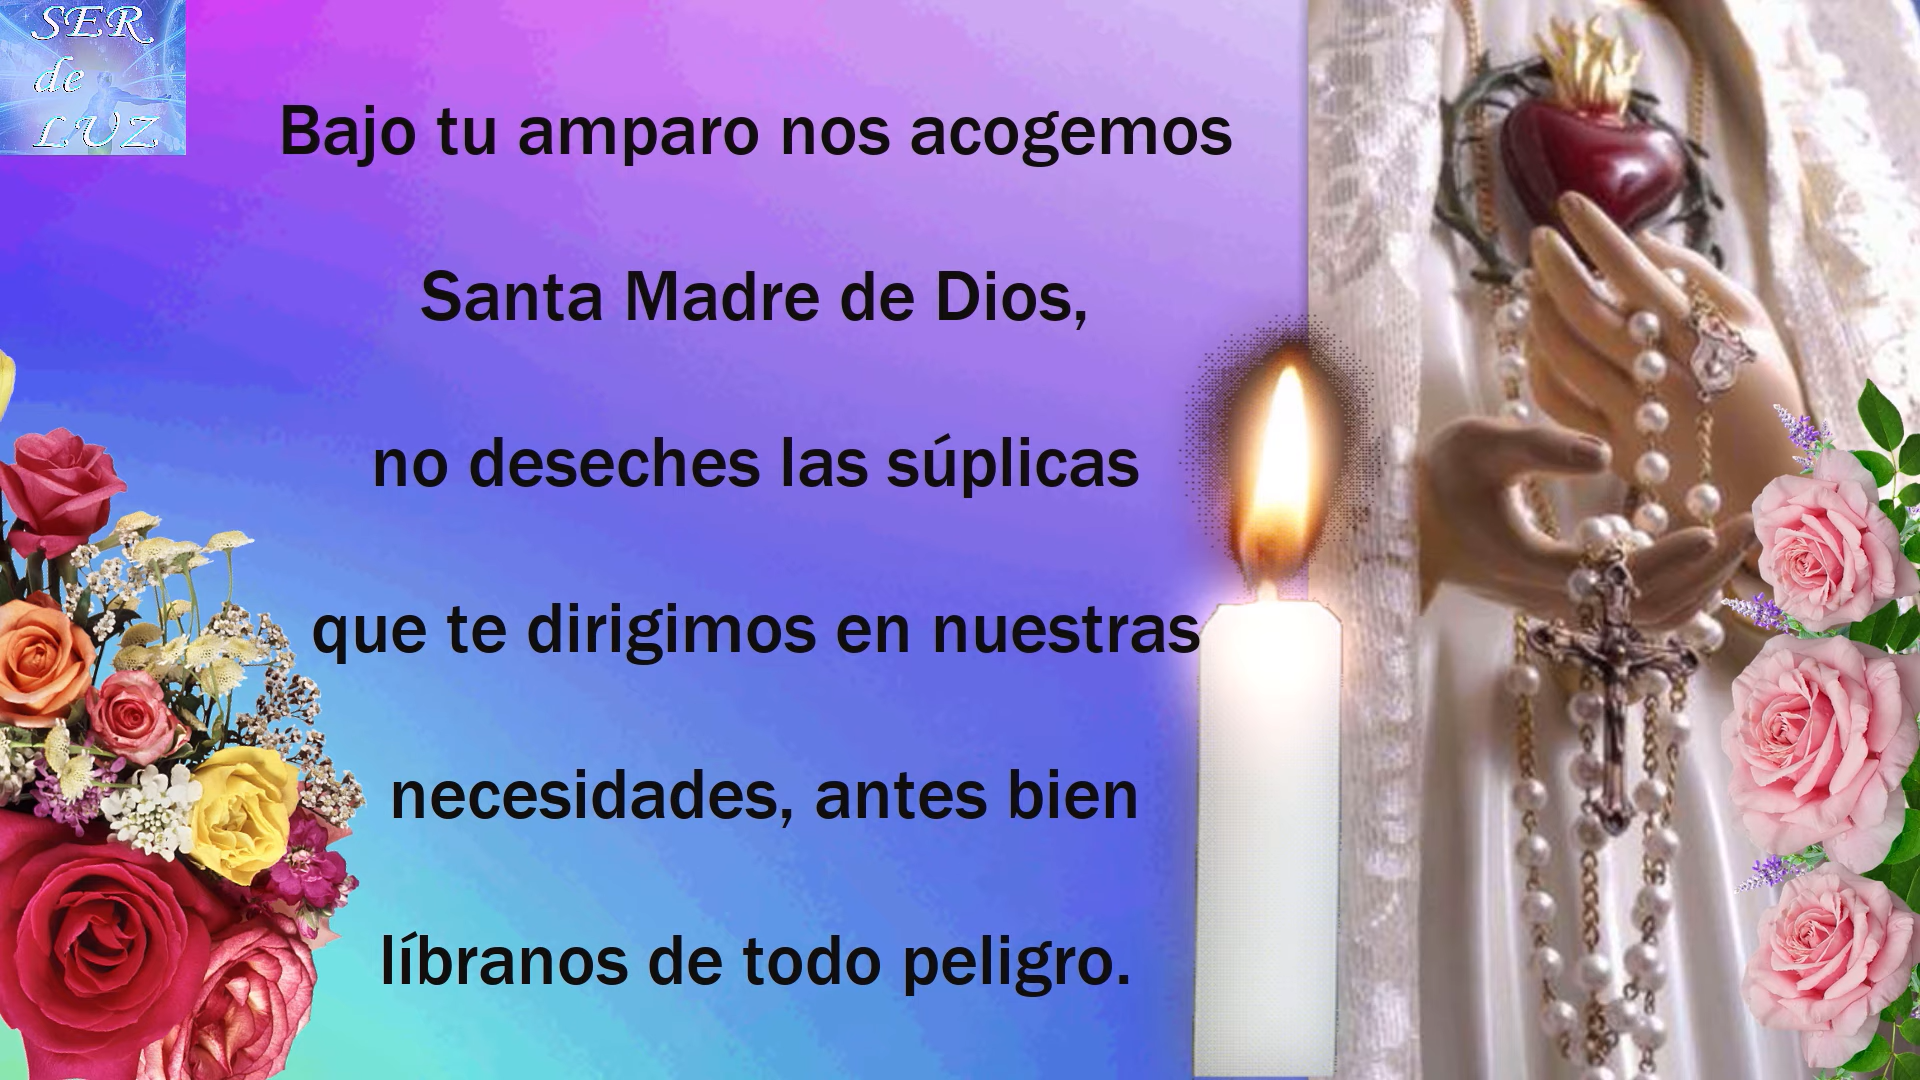 SER
de
LUZ
Bajo tu amparo nos acogemos
Santa Madre de Dios,
no deseches las súplicas
que te dirigimos en nuestras
necesidades, antes bien
líbranos de todo peligro.